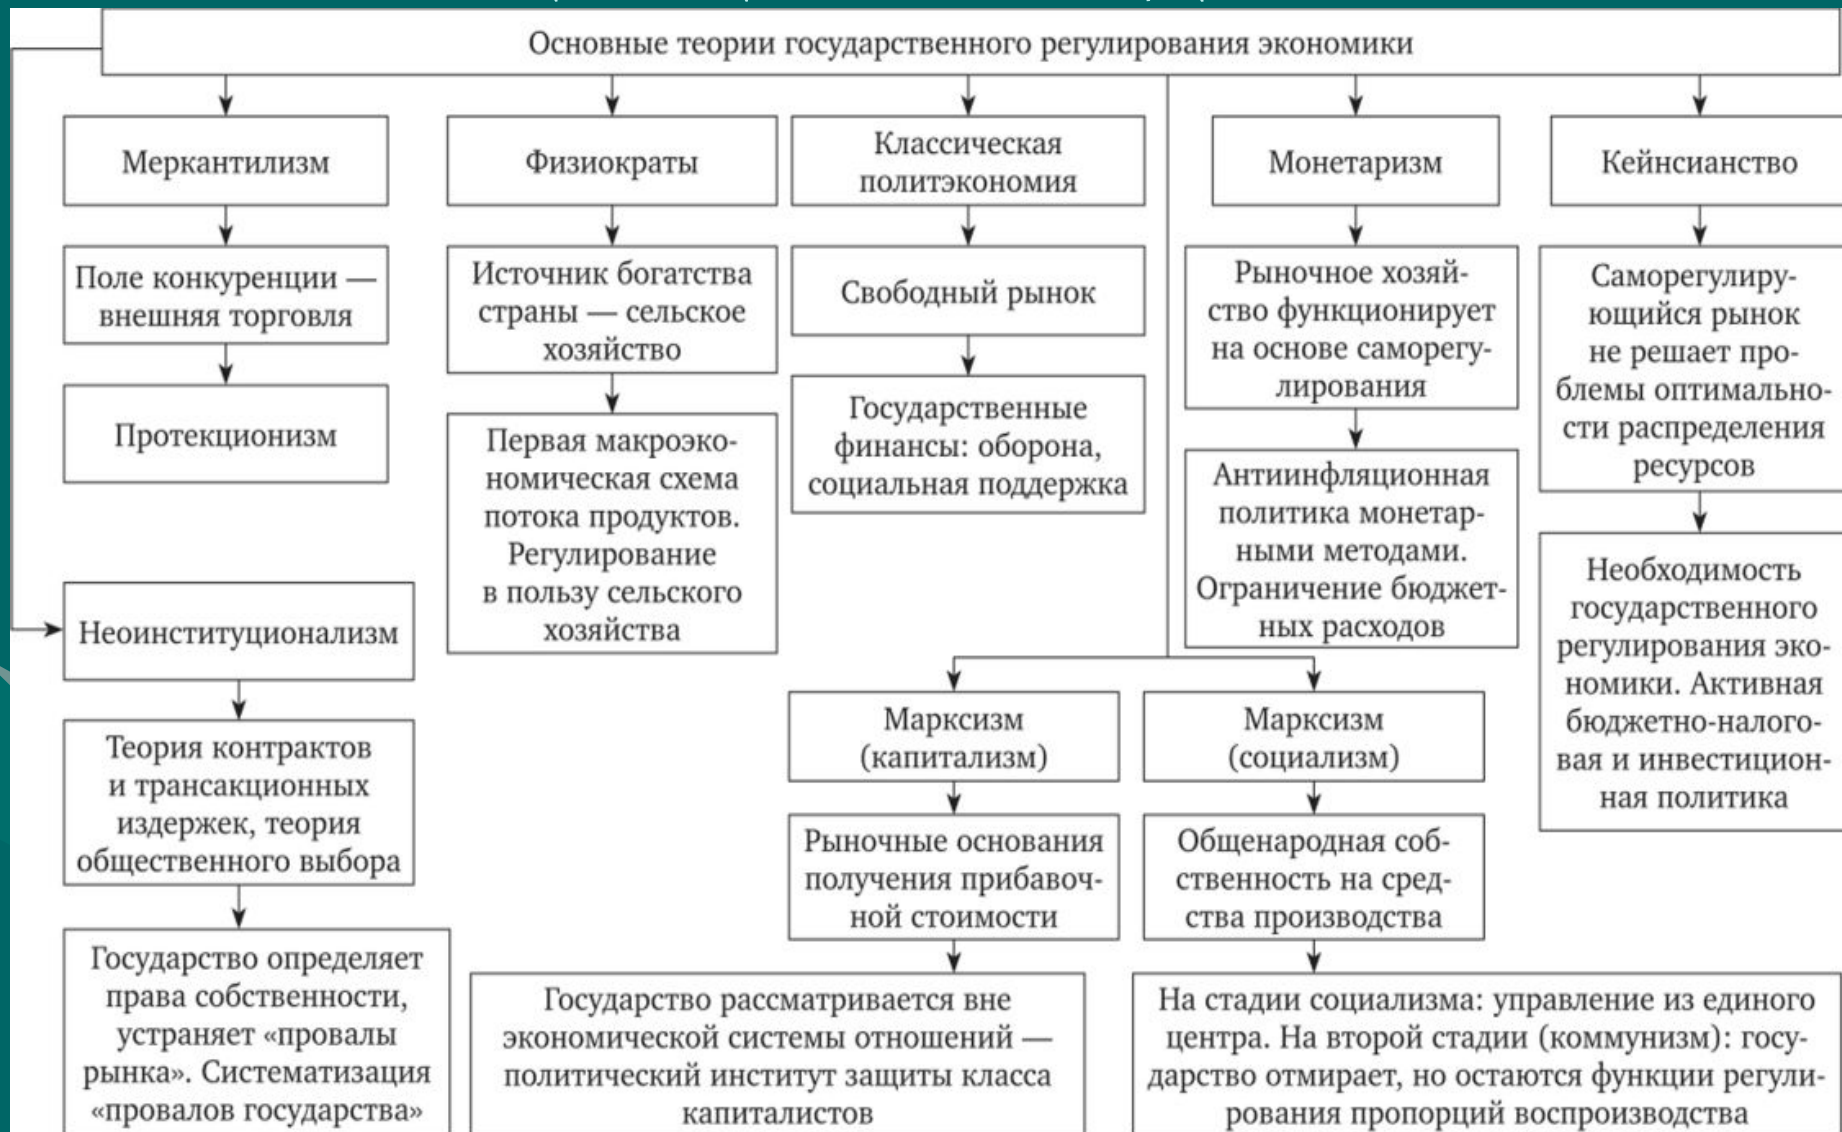 Основные теории государственного регулирования экономики
Меркантилизм
Поле конкуренции —
внешняя торговля
Протекционизм
Физиократы
Источник богатства
страны — сельское
хозяйство
Первая макроэко-
номическая схема
потока продуктов.
Регулирование
в пользу сельского
хозяйства
Классическая
политэкономия
Свободный рынок
Государственные
финансы: оборона,
социальная поддержка
Монетаризм
Рыночное хозяй-
ство функционирует
на основе саморегу-
лирования
Антиинфляционная
политика монетар-
ными методами.
Ограничение бюджет-
ных расходов
Кейнсианство
Саморегулиру-
ющийся рынок
не решает про-
блемы оптимально-
сти распределения
ресурсов
Необходимость
государственного
регулирования эко-
номики. Активная
бюджетно-налого-
вая и инвестицион-
ная политика
Неоинституционализм
Теория контрактов
и трансакционных
издержек, теория
общественного выбора
Государство определяет
права собственности,
устраняет «провалы
рынка». Систематизация
«провалов государства»
Марксизм
(капитализм)
Рыночные основания
получения прибавоч-
ной стоимости
Государство рассматривается вне
экономической системы отношений —
политический институт защиты класса
капиталистов
Марксизм
(социализм)
Общенародная соб-
ственность на сред-
ства производства
На стадии социализма: управление из единого
центра. На второй стадии (коммунизм): госу-
дарство отмирает, но остаются функции регули-
рования пропорций воспроизводства